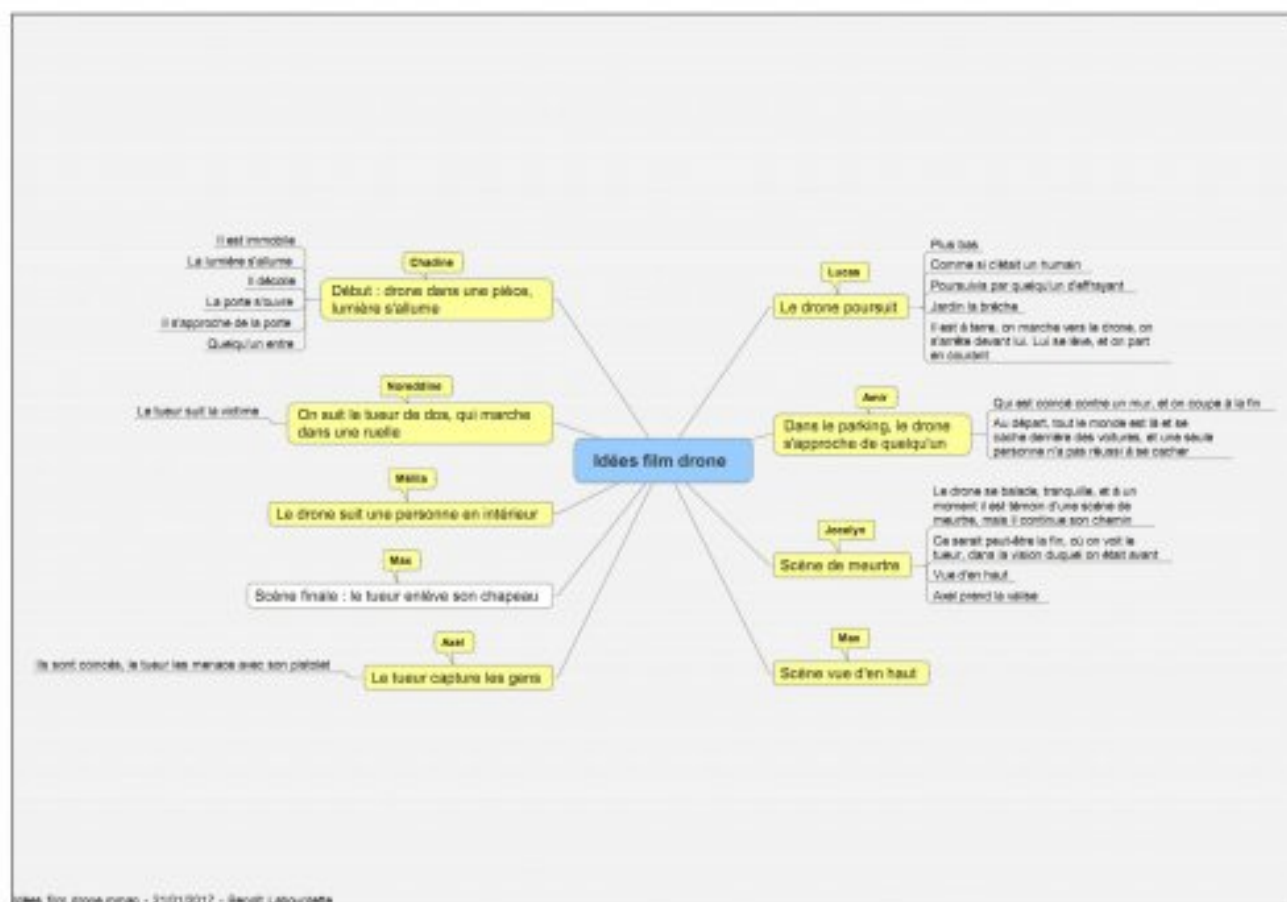 Idées film drone
Chadine
Début : drone dans une pièce,
lumière s'allume
Il est immobile
La lumière s'allume
Il décolle
La porte s'ouvre
Il s'approche de la porte
Quelqu'un entre
Noreddine
On suit le tueur de dos, qui marche
dans une ruelle
Le tueur suit la victime
Le drone suit une personne en intérieur
Max
Scène finale : le tueur enlève son chapeau
Axel
Le tueur capture les gens
Ils sont coincés, le tueur les menace avec son pistolet
Lucas
Le drone poursuit
Plus bas
Comme si c'était un humain
Poursuivis par quelqu'un d'effrayant
Jardin la brèche
Il est à terre, on marche vers le drone, on
s'arrête devant lui. Lui se lève, et on part
en courant
Amir
Dans le parking, le drone
s'approche de quelqu'un
Qui est coincé contre un mur, et on coupe à la fin
Au départ, tout le monde est là et se
cache derrière des voitures, et une seule
personne n'a pas réussi à se cacher
Jocelyn
Scène de meurtre
Le drone se balade, tranquille, et à un
moment il est témoin d'une scène de
meurtre, mais il continue son chemin
Ce serait peut-être la fin, où on voit le
tueur, dans la vision duquel on était avant
Vue d'en haut
Axel prend la valise
Scène vue d'en haut
Idées film drone.mmap - 21/01/2017 - Benoît Labourdette